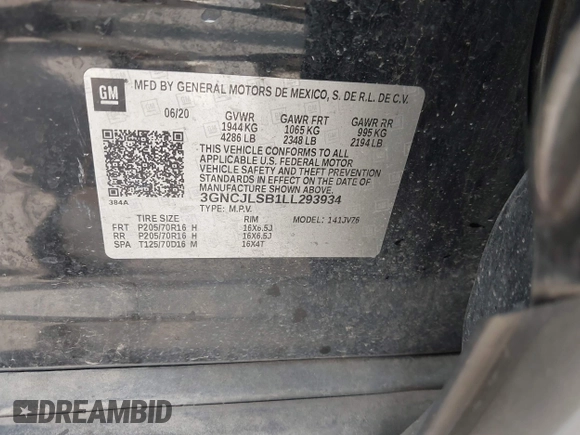 GM
MFD BY GENERAL MOTORS DE MEXICO, S. DE R.L. DE C.V.
06/20 GVWR GAWR FRT GAWR RR
1944 KG 1065 KG 995 KG
4286 LB 2348 LB 2194 LB
THIS VEHICLE CONFORMS TO ALL
APPLICABLE U.S. FEDERAL MOTOR
VEHICLE SAFETY AND THEFT PREVENTION
STANDARDS IN EFFECT ON THE DATE OF
MANUFACTURE SHOWN ABOVE.
384A 3GNCJLSB1LL293934
TYPE: M.P.V. MODEL: 141JV76
TIRE SIZE RIM
FRT P205/70R16 H 16X6.5J
RR P205/70R16 H 16X6.5J
SPA T125/70D16 M 16X4T
DREAMBID